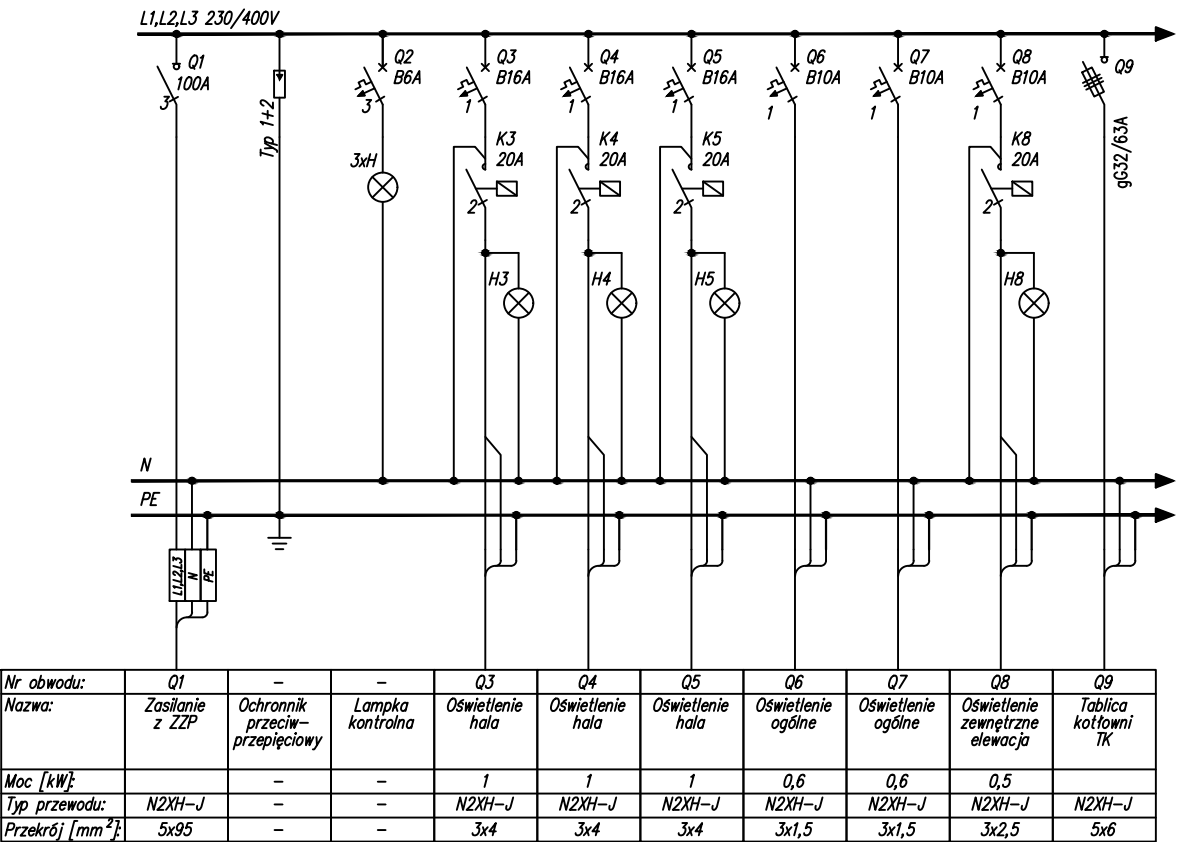 L1,L2,L3 230/400V
Q1
100A
3
Typ 1+2
Q2
B6A
3
3xH
Q3
B16A
1
K3
20A
2
H3
Q4
B16A
1
K4
20A
2
H4
Q5
B16A
1
K5
20A
2
H5
Q6
B10A
1
Q7
B10A
1
Q8
B10A
1
K8
20A
2
H8
Q9
gG32/63A
N
PE
L1,L2,L3
N
PE
Nr obwodu: Q1 – – Q3 Q4 Q5 Q6 Q7 Q8 Q9
Nazwa: Zasilanie Ochronnik Lampka Oświetlenie Oświetlenie Oświetlenie Oświetlenie Oświetlenie Oświetlenie Tablica
z ZZP przeciw– kontrolna hala hala hala ogólne ogólne zewnętrzne kotłowni
przepięciowy elewacja TK
Moc [kW]: – – 1 1 1 0,6 0,6 0,5
Typ przewodu: N2XH–J – – N2XH–J N2XH–J N2XH–J N2XH–J N2XH–J N2XH–J N2XH–J
Przekrój [mm²]: 5x95 – – 3x4 3x4 3x4 3x1,5 3x1,5 3x2,5 5x6